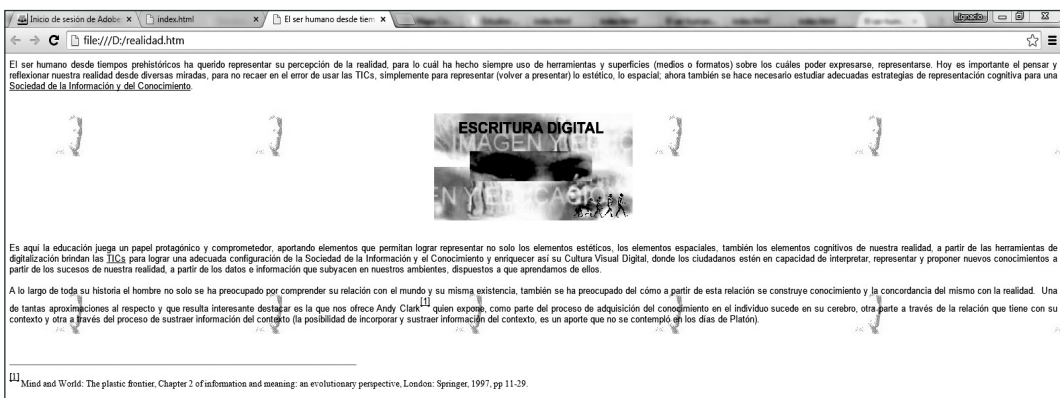 Inicio de sesión de Adobe × index.html × El ser humano desde tiem ×
Ignacio
file:///D:/realidad.htm
El ser humano desde tiempos prehistóricos ha querido representar su percepción de la realidad, para lo cuál ha hecho siempre uso de herramientas y superficies (medios o formatos) sobre los cuáles poder expresarse, representarse. Hoy es importante el pensar y
reflexionar nuestra realidad desde diversas miradas, para no recaer en el error de usar las TICs, simplemente para representar (volver a presentar) lo estético, lo espacial; ahora también se hace necesario estudiar adecuadas estrategias de representación cognitiva para una
Sociedad de la Información y del Conocimiento.
ESCRITURA DIGITAL
IMAGEN Y
EN Y EDUCACIÓN
Es aquí la educación juega un papel protagónico y comprometedor, aportando elementos que permitan lograr representar no solo los elementos estéticos, los elementos espaciales, también los elementos cognitivos de nuestra realidad, a partir de las herramientas de
digitalización brindan las TICs para lograr una adecuada configuración de la Sociedad de la Información y el Conocimiento y enriquecer así su Cultura Visual Digital, donde los ciudadanos estén en capacidad de interpretar, representar y proponer nuevos conocimientos a
partir de los sucesos de nuestra realidad, a partir de los datos e información que subyacen en nuestros ambientes, dispuestos a que aprendamos de ellos.
A lo largo de toda su historia el hombre no solo se ha preocupado por comprender su relación con el mundo y su misma existencia, también se ha preocupado del cómo a partir de esta relación se construye conocimiento y la concordancia del mismo con la realidad. Una
de tantas aproximaciones al respecto y que resulta interesante destacar es la que nos ofrece Andy Clark[1] quien expone, como parte del proceso de adquisición del conocimiento en el individuo sucede en su cerebro, otra parte a través de la relación que tiene con su
contexto y otra a través del proceso de sustraer información del contexto (la posibilidad de incorporar y sustraer información del contexto, es un aporte que no se contempló en los días de Platón).
[1] Mind and World: The plastic frontier, Chapter 2 of information and meaning: an evolutionary perspective, London: Springer, 1997, pp 11-29.